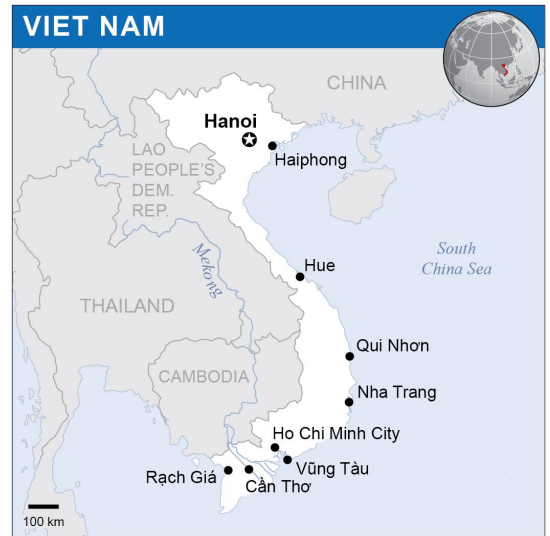 VIET NAM
CHINA
Hanoi
Haiphong
LAO
PEOPLE'S
DEM.
REP.
Mekong
South
China Sea
Hue
THAILAND
Qui Nhơn
CAMBODIA
Nha Trang
Ho Chi Minh City
Vũng Tàu
Rạch Giá
Cần Thơ
100 km